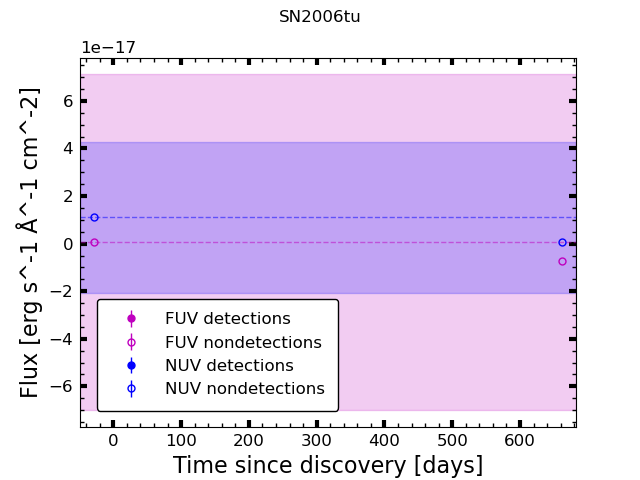 SN2006tu
1e−17
6
4
2
0
−2
−4
−6
Flux [erg s^-1 Å^-1 cm^-2]
FUV detections
FUV nondetections
NUV detections
NUV nondetections
0 100 200 300 400 500 600
Time since discovery [days]